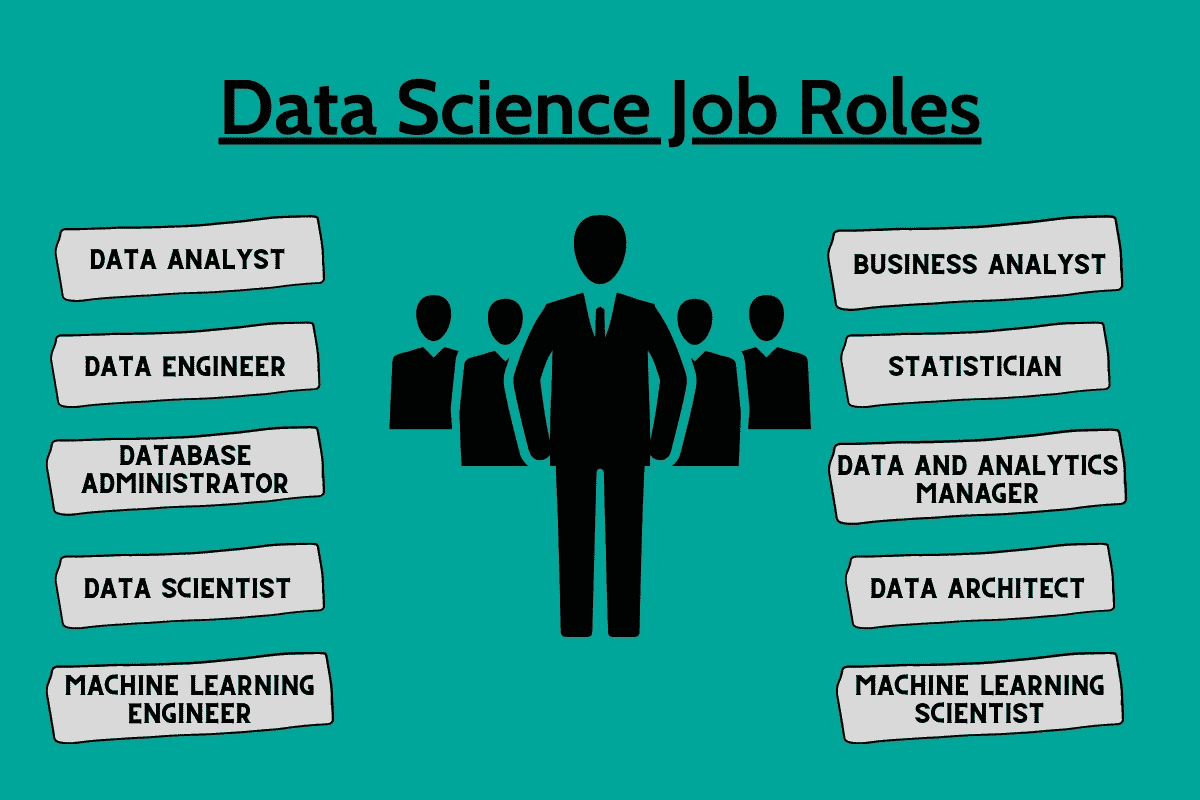 Data Science Job Roles
DATA ANALYST
DATA ENGINEER
DATABASE
ADMINISTRATOR
DATA SCIENTIST
MACHINE LEARNING
ENGINEER
BUSINESS ANALYST
STATISTICIAN
DATA AND ANALYTICS
MANAGER
DATA ARCHITECT
MACHINE LEARNING
SCIENTIST